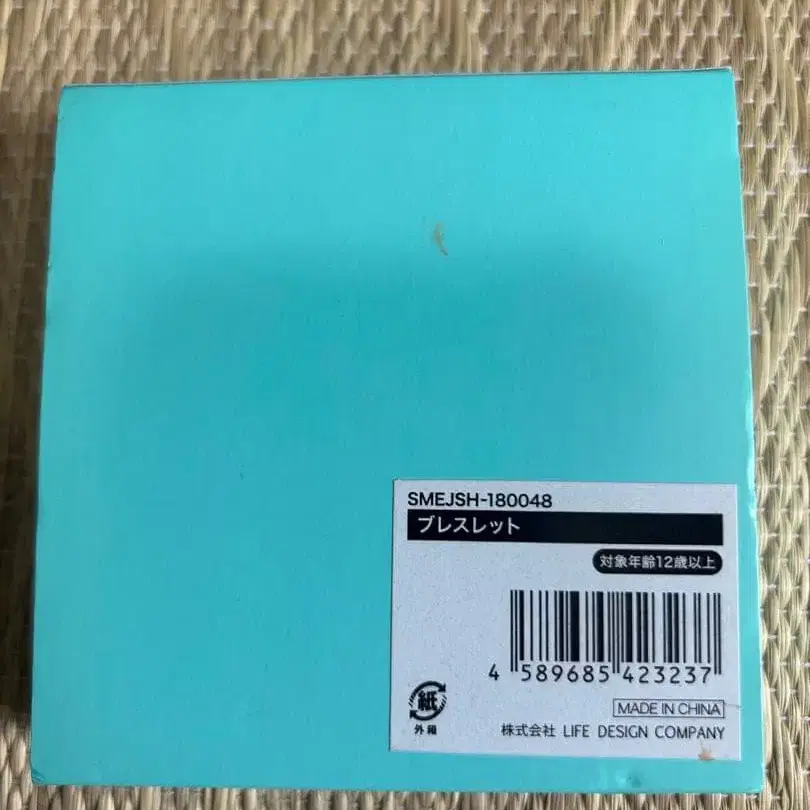 SMEJSH-180048
ブレスレット
対象年齢12歳以上
4 589685 423237
紙
外箱
MADE IN CHINA
株式会社 LIFE DESIGN COMPANY